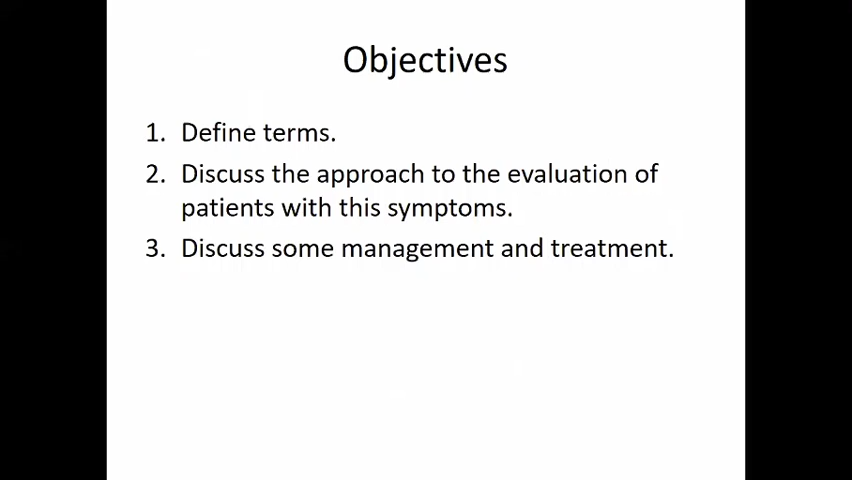 Objectives
1. Define terms.
2. Discuss the approach to the evaluation of
patients with this symptoms.
3. Discuss some management and treatment.